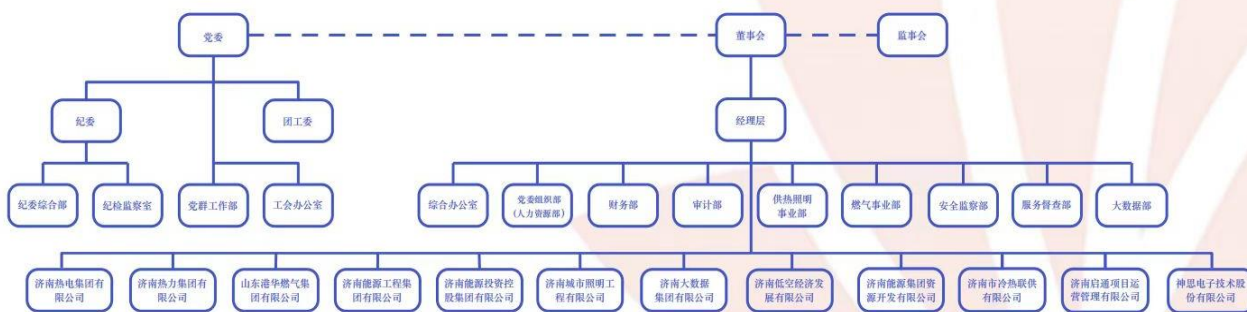 党委
董事会
监事会
纪委
团工委
经理层
纪委综合部
纪检监察室
党群工作部
工会办公室
综合办公室
党委组织部
(人力资源部)
财务部
审计部
供热照明
事业部
燃气事业部
安全监察部
服务督查部
大数据部
济南热电集团有
限公司
济南热力集团有
限公司
山东港华燃气集
团有限公司
济南能源工程集
团有限公司
济南能源投资控
股集团有限公司
济南城市照明工
程有限公司
济南大数据
集团有限公司
济南低空经济发
展有限公司
济南能源集团资
源开发有限公司
济南市冷热联供
有限公司
济南启通项目运
营管理有限公司
神思电子技术股
份有限公司